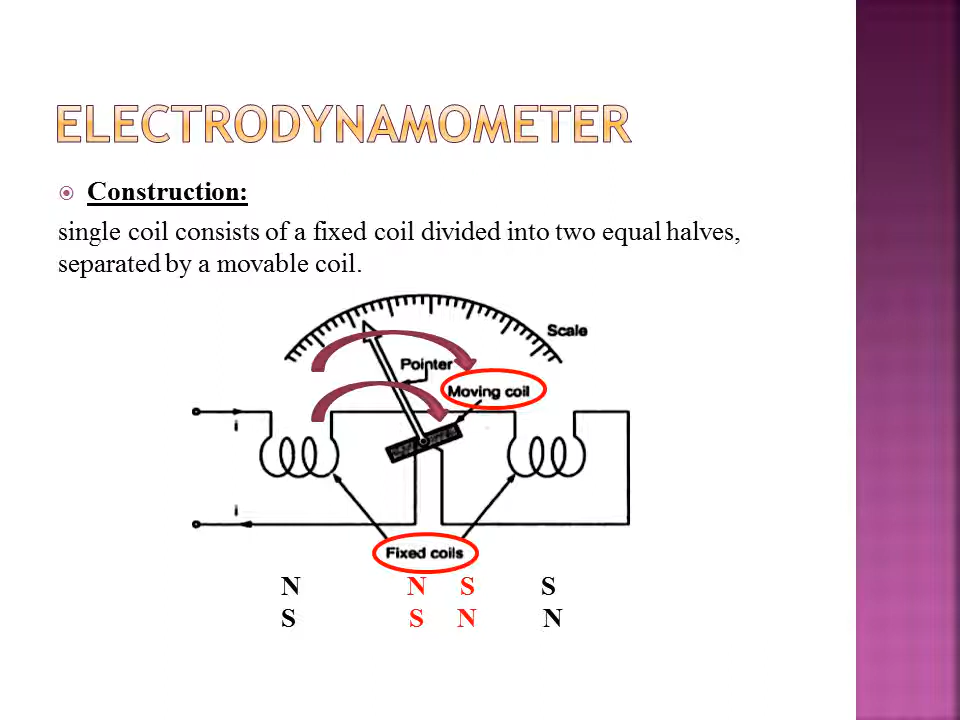 ELECTRODYNAMOMETER
Construction:
single coil consists of a fixed coil divided into two equal halves,
separated by a movable coil.
Scale
Pointer
Moving coil
i
i
Fixed coils
N N S S
S S N N